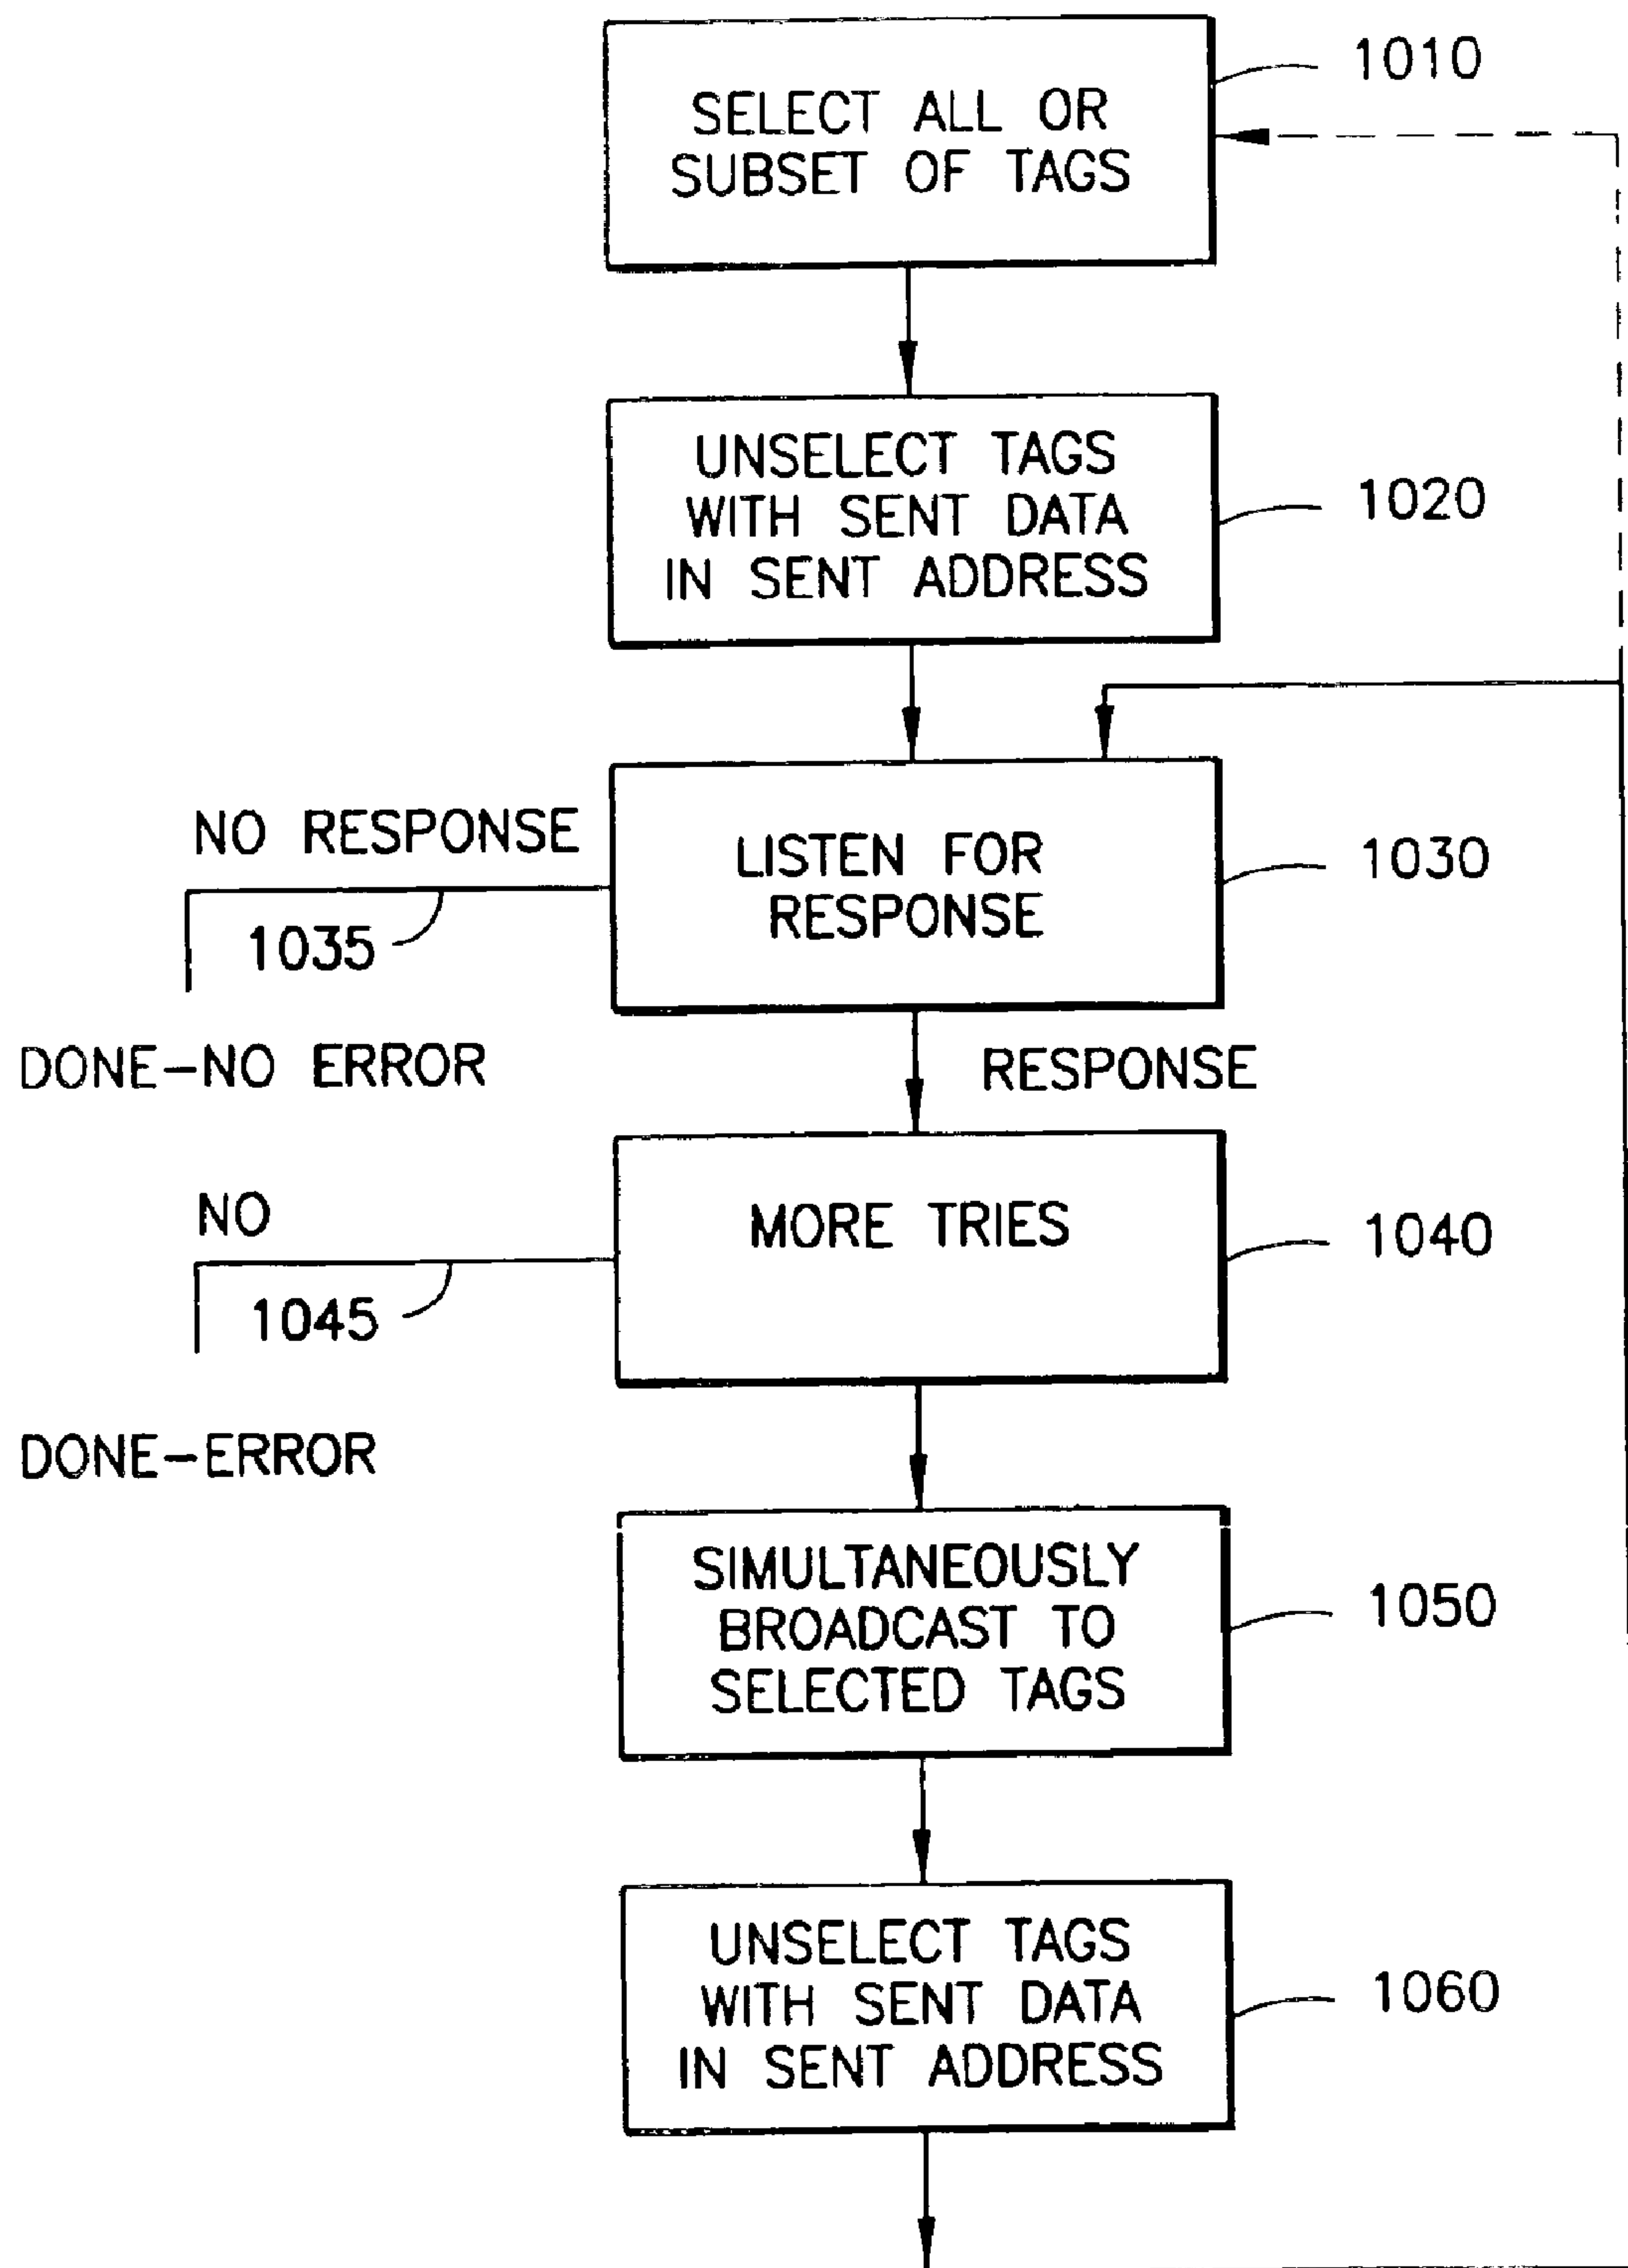 1010
SELECT ALL OR
SUBSET OF TAGS
UNSELECT TAGS
WITH SENT DATA
IN SENT ADDRESS
1020
NO RESPONSE
LISTEN FOR
RESPONSE
1030
1035
DONE-NO ERROR
RESPONSE
NO
MORE TRIES
1040
1045
DONE-ERROR
SIMULTANEOUSLY
BROADCAST TO
SELECTED TAGS
1050
UNSELECT TAGS
WITH SENT DATA
IN SENT ADDRESS
1060